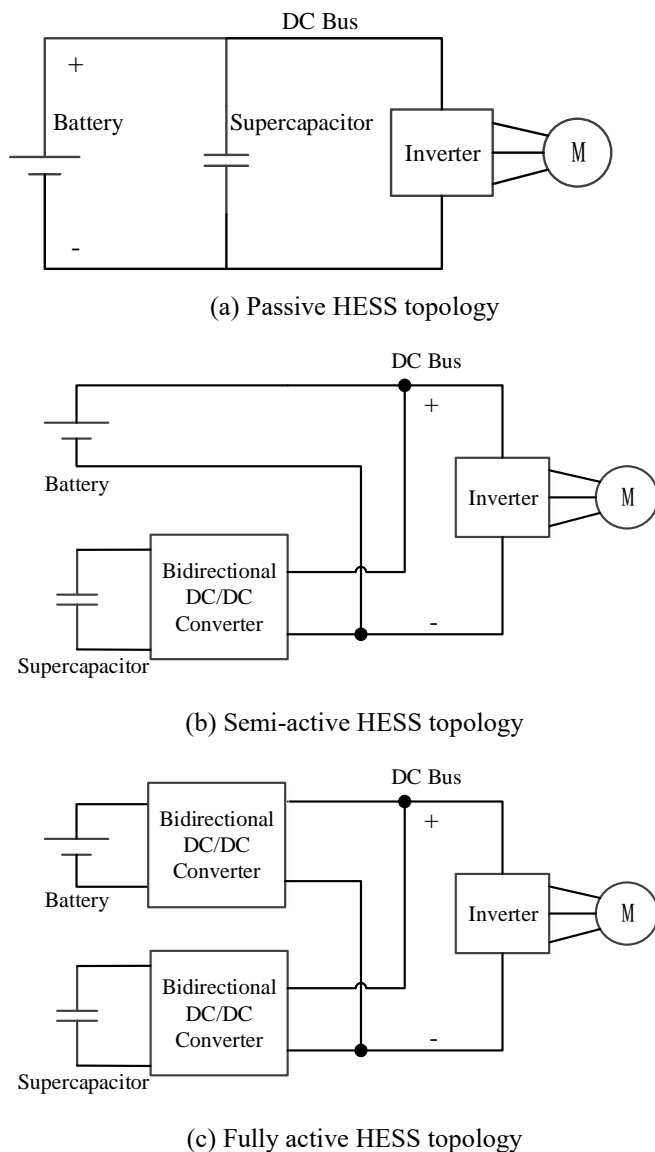 DC Bus
+
Battery
Supercapacitor
Inverter
M
-
(a) Passive HESS topology
DC Bus
+
Battery
Inverter
M
Bidirectional
DC/DC
Converter
-
Supercapacitor
(b) Semi-active HESS topology
DC Bus
Bidirectional
DC/DC
Converter
+
Battery
Inverter
M
Bidirectional
DC/DC
Converter
-
Supercapacitor
(c) Fully active HESS topology